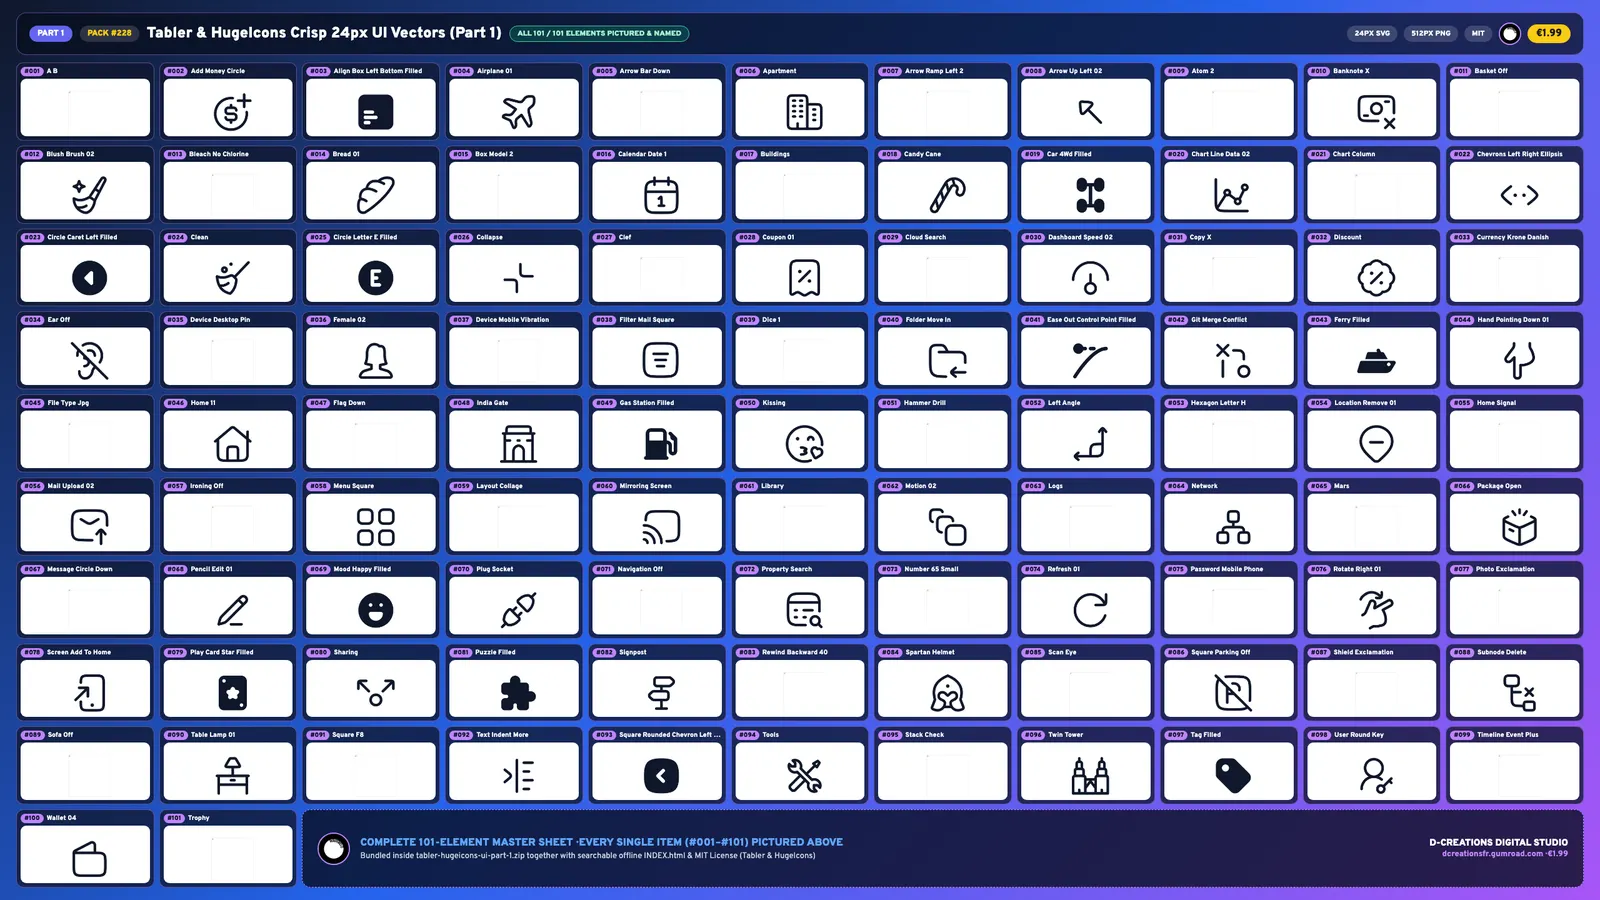 PART 1 PACK #228 Tabler & HugeIcons Crisp 24px UI Vectors (Part 1) ALL 101 / 101 ELEMENTS PICTURED & NAMED 24PX SVG 512PX PNG MIT €1.99
#001 A B #002 Add Money Circle #003 Align Box Left Bottom Filled #004 Airplane 01 #005 Arrow Bar Down #006 Apartment #007 Arrow Ramp Left 2 #008 Arrow Up Left 02 #009 Atom 2 #010 Banknote X #011 Basket Off
#012 Blush Brush 02 #013 Bleach No Chlorine #014 Bread 01 #015 Box Model 2 #016 Calendar Date 1 #017 Buildings #018 Candy Cane #019 Car 4Wd Filled #020 Chart Line Data 02 #021 Chart Column #022 Chevrons Left Right Ellipsis
1
#023 Circle Caret Left Filled #024 Clean #025 Circle Letter E Filled #026 Collapse #027 Clef #028 Coupon 01 #029 Cloud Search #030 Dashboard Speed 02 #031 Copy X #032 Discount #033 Currency Krone Danish
E
#034 Ear Off #035 Device Desktop Pin #036 Female 02 #037 Device Mobile Vibration #038 Filter Mail Square #039 Dice 1 #040 Folder Move In #041 Ease Out Control Point Filled #042 Git Merge Conflict #043 Ferry Filled #044 Hand Pointing Down 01
#045 File Type Jpg #046 Home 11 #047 Flag Down #048 India Gate #049 Gas Station Filled #050 Kissing #051 Hammer Drill #052 Left Angle #053 Hexagon Letter H #054 Location Remove 01 #055 Home Signal
#056 Mail Upload 02 #057 Ironing Off #058 Menu Square #059 Layout Collage #060 Mirroring Screen #061 Library #062 Motion 02 #063 Logs #064 Network #065 Mars #066 Package Open
#067 Message Circle Down #068 Pencil Edit 01 #069 Mood Happy Filled #070 Plug Socket #071 Navigation Off #072 Property Search #073 Number 65 Small #074 Refresh 01 #075 Password Mobile Phone #076 Rotate Right 01 #077 Photo Exclamation
#078 Screen Add To Home #079 Play Card Star Filled #080 Sharing #081 Puzzle Filled #082 Signpost #083 Rewind Backward 40 #084 Spartan Helmet #085 Scan Eye #086 Square Parking Off #087 Shield Exclamation #088 Subnode Delete
#089 Sofa Off #090 Table Lamp 01 #091 Square F8 #092 Text Indent More #093 Square Rounded Chevron Left ... #094 Tools #095 Stack Check #096 Twin Tower #097 Tag Filled #098 User Round Key #099 Timeline Event Plus
#100 Wallet 04 #101 Trophy
COMPLETE 101-ELEMENT MASTER SHEET · EVERY SINGLE ITEM (#001–#101) PICTURED ABOVE
Bundled inside tabler-hugeicons-ui-part-1.zip together with searchable offline INDEX.html & MIT License (Tabler & HugeIcons)
D-CREATIONS DIGITAL STUDIO
dcreationsfr.gumroad.com · €1.99